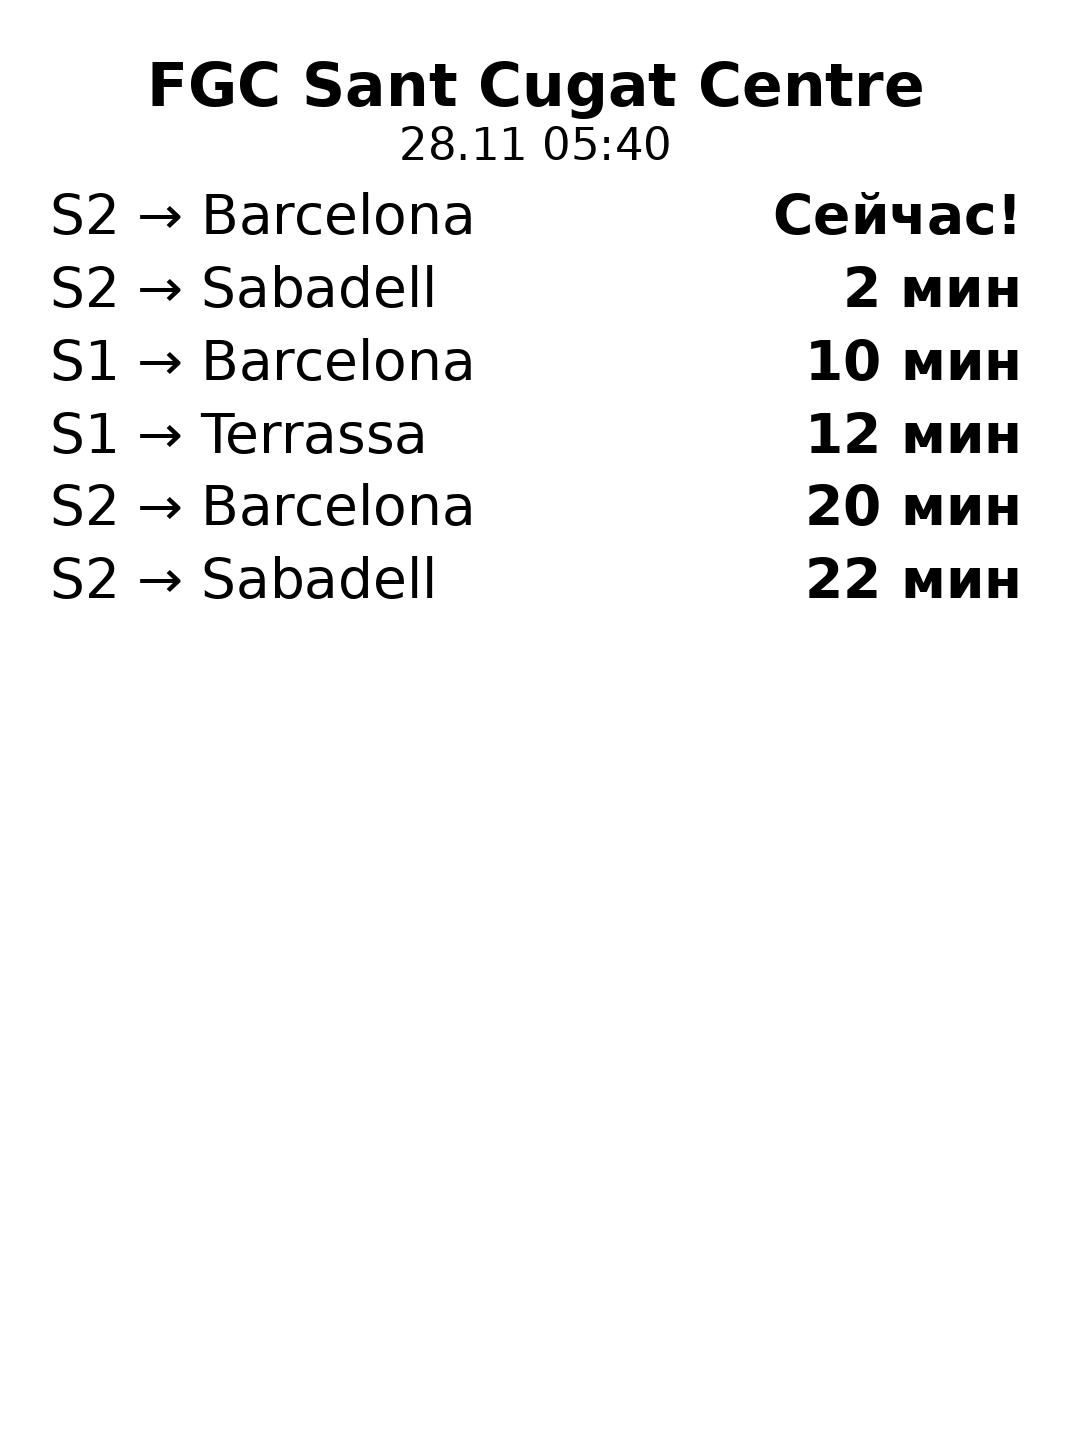 FGC Sant Cugat Centre
28.11 05:40
S2 → Barcelona Сейчас!
S2 → Sabadell 2 мин
S1 → Barcelona 10 мин
S1 → Terrassa 12 мин
S2 → Barcelona 20 мин
S2 → Sabadell 22 мин